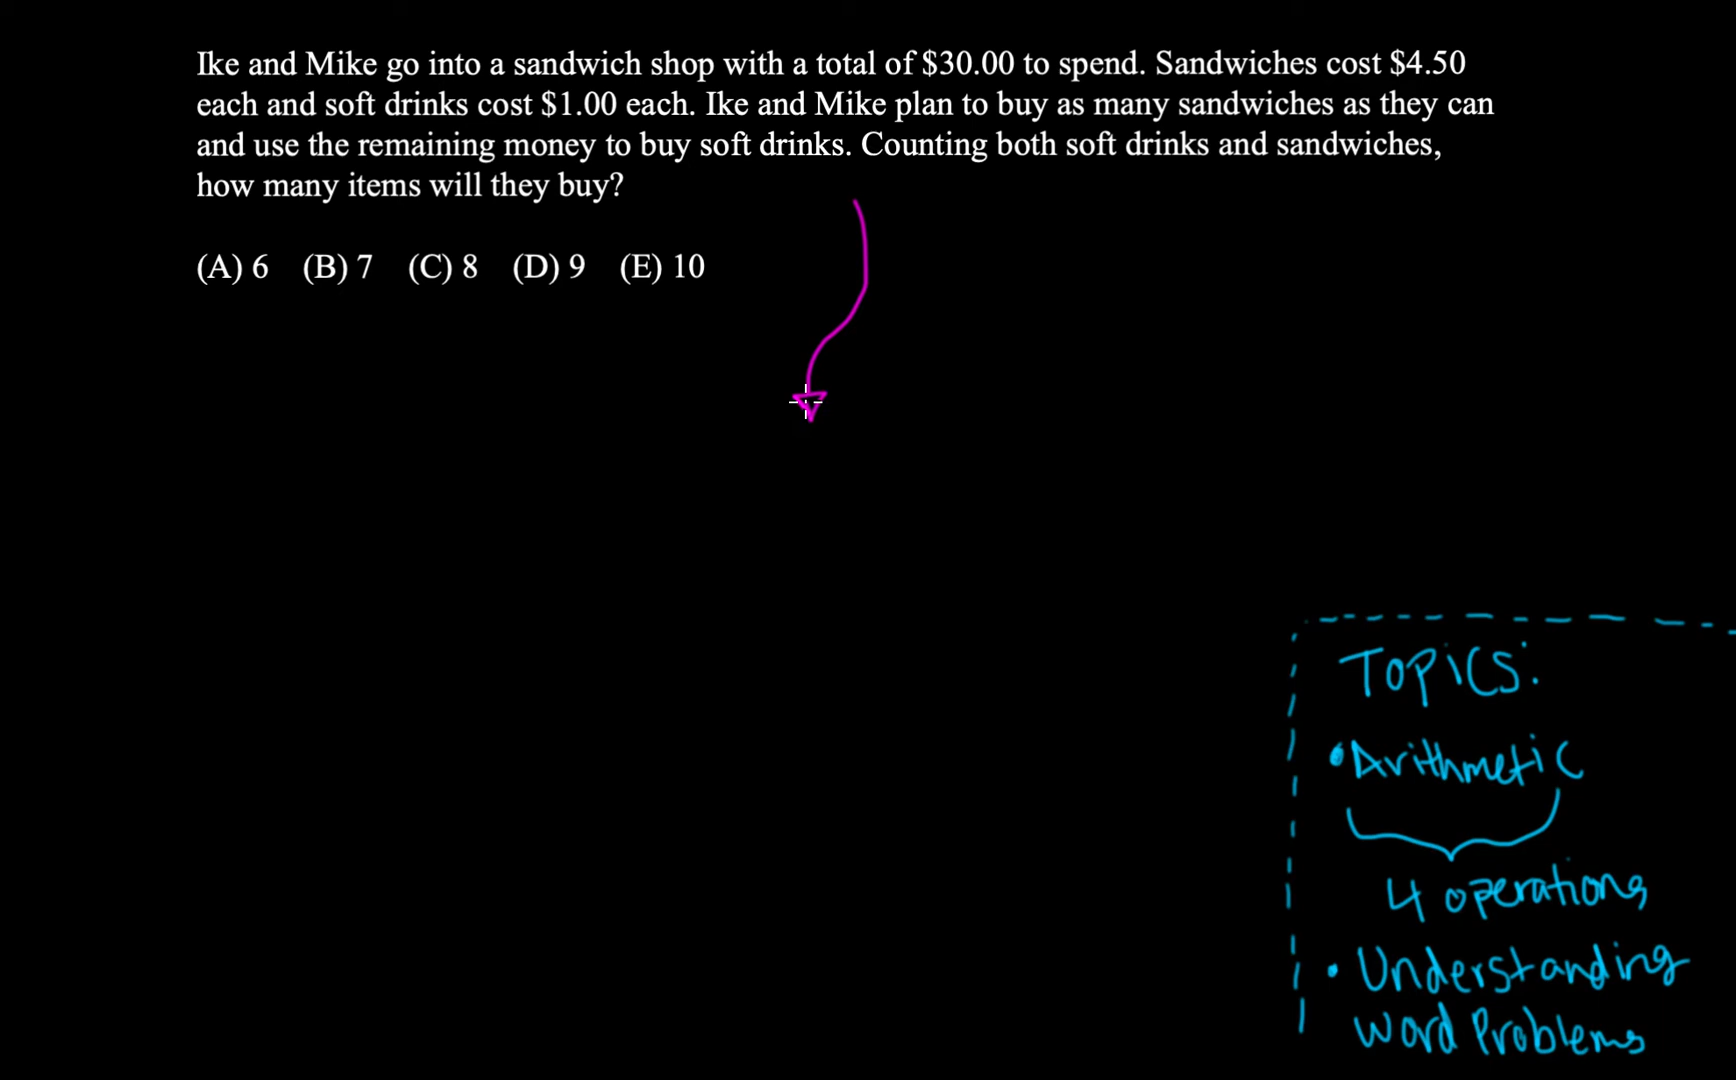 Ike and Mike go into a sandwich shop with a total of $30.00 to spend. Sandwiches cost $4.50
each and soft drinks cost $1.00 each. Ike and Mike plan to buy as many sandwiches as they can
and use the remaining money to buy soft drinks. Counting both soft drinks and sandwiches,
how many items will they buy?
(A) 6 (B) 7 (C) 8 (D) 9 (E) 10
Topics:
• Arithmetic
4 operations
• Understanding
Word Problems